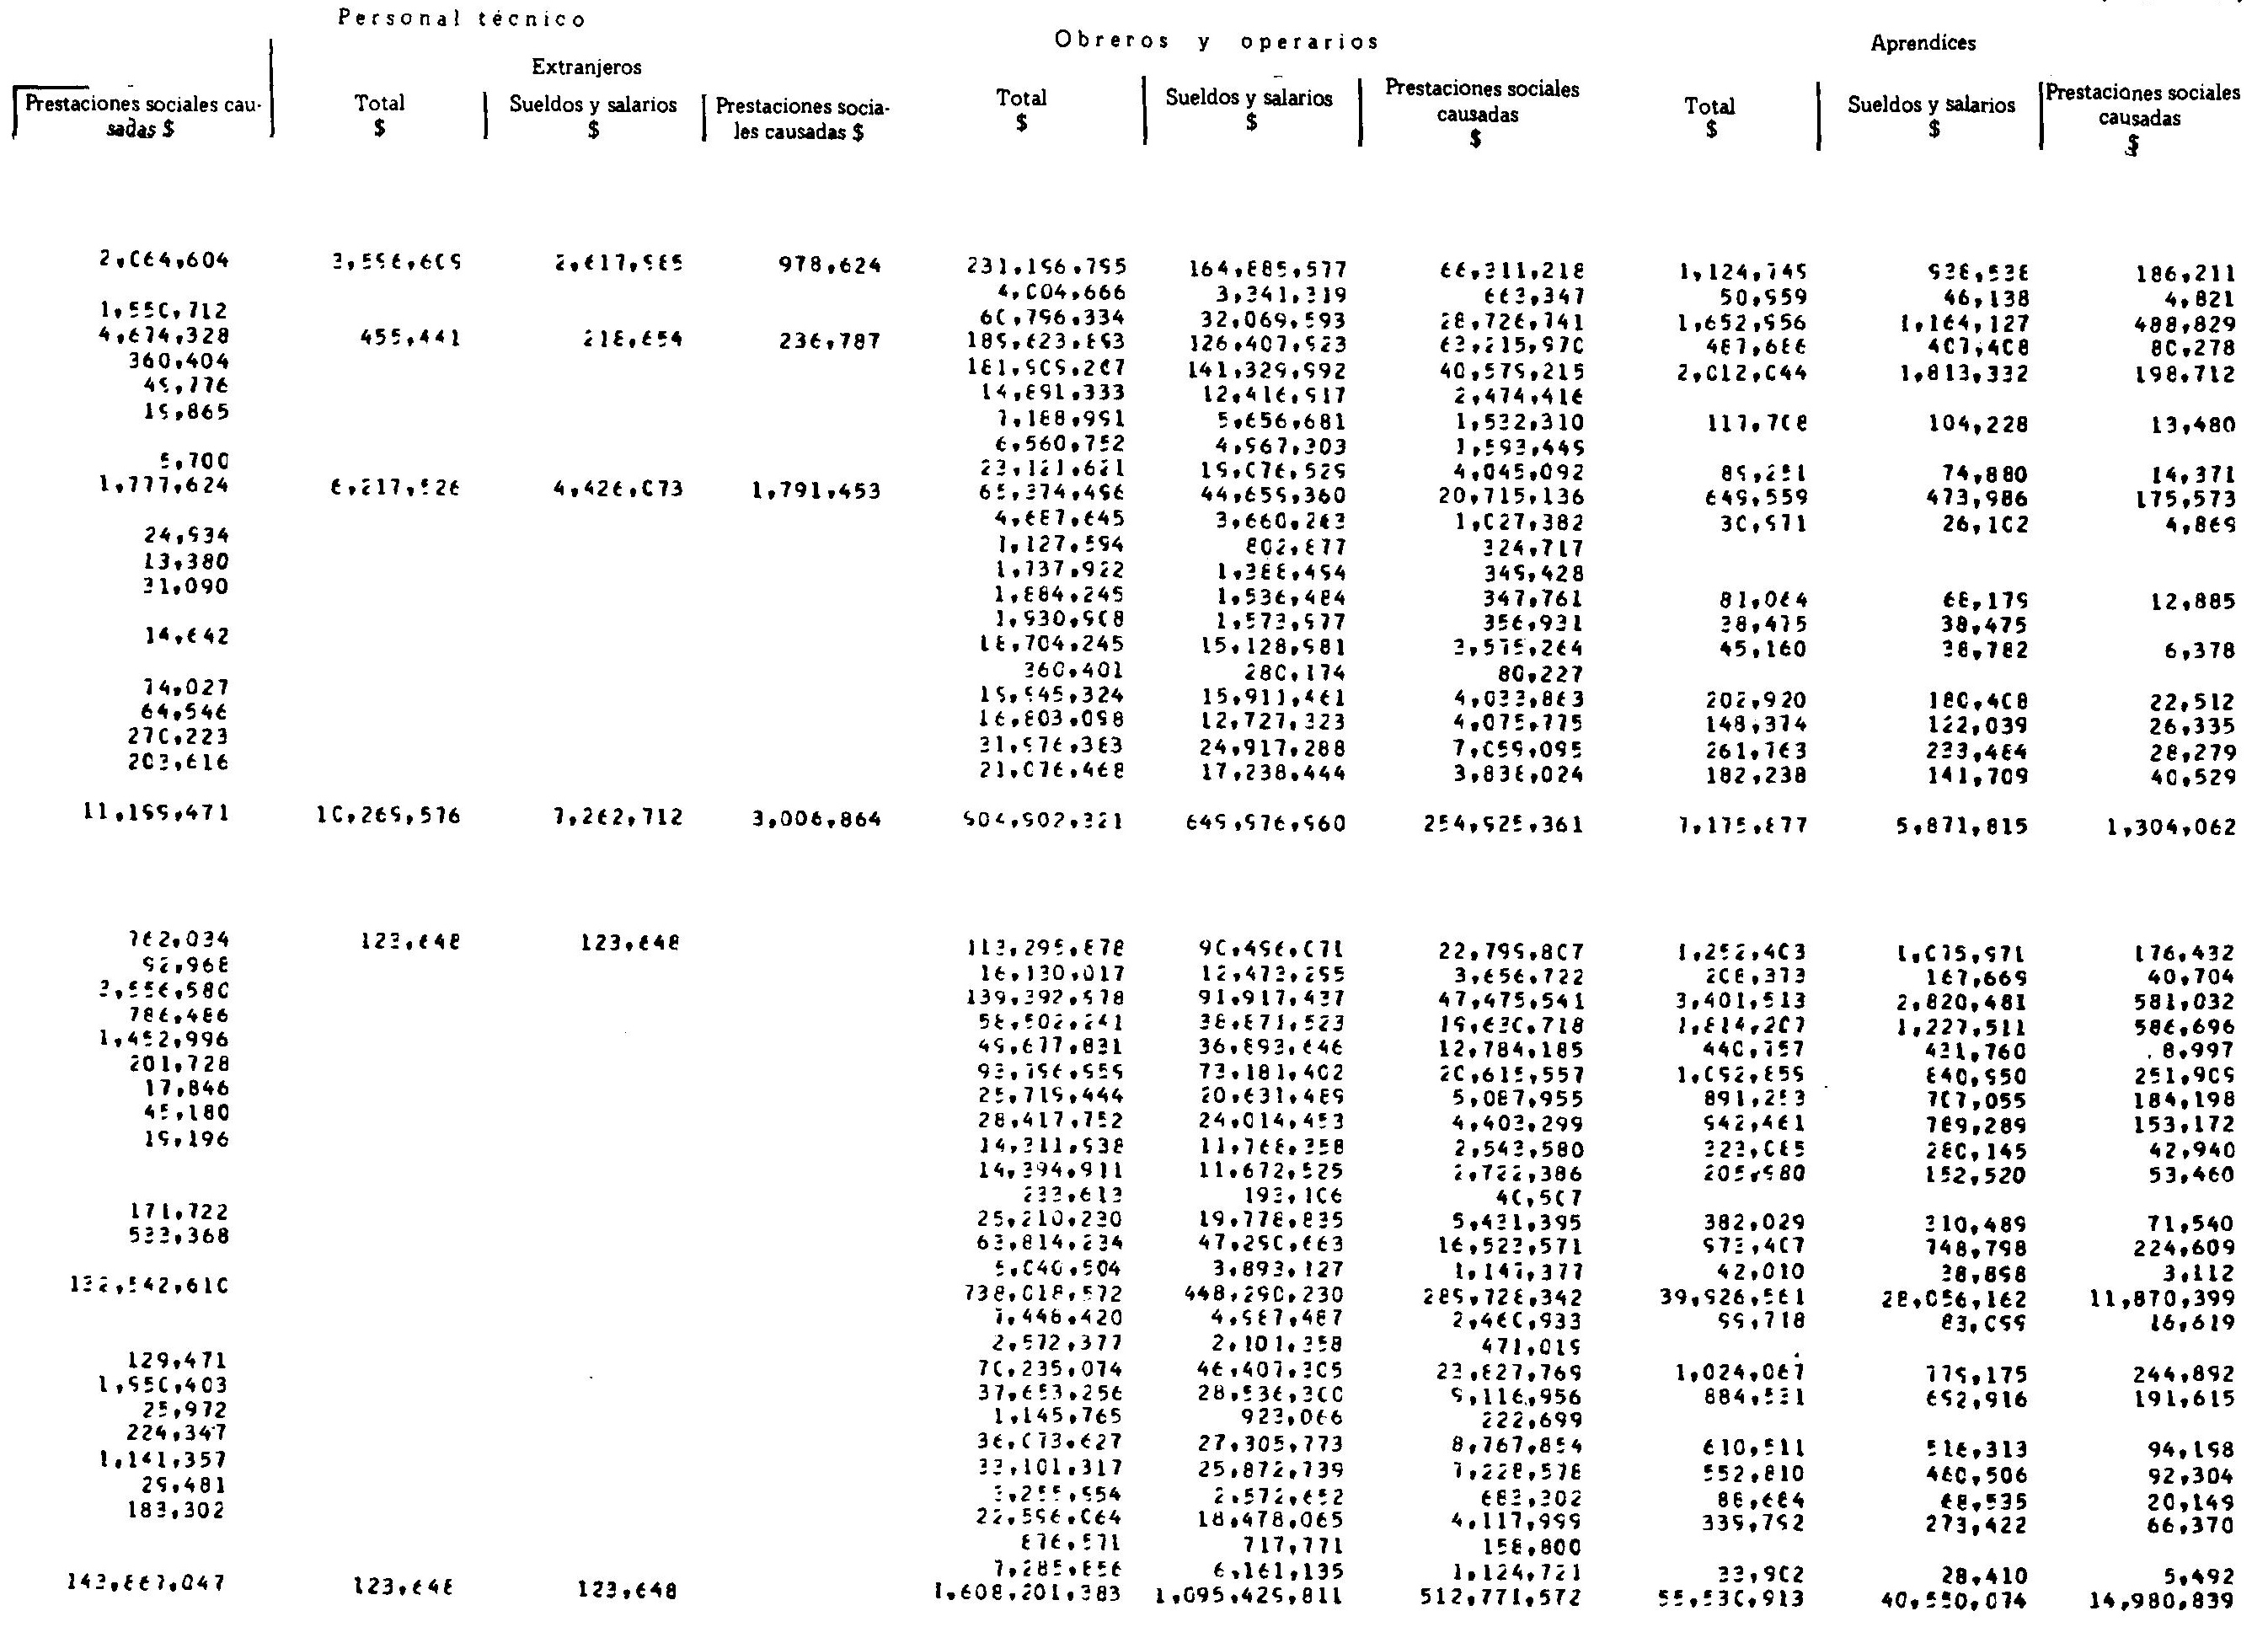 Personal técnico
Obreros y operarios Aprendices
Extranjeros
Prestaciones sociales cau- Total Sueldos y salarios Prestaciones socia- Total Sueldos y salarios Prestaciones sociales Total Sueldos y salarios Prestaciones sociales
sadas $ $ $ les causadas $ $ $ causadas $ $ causadas
$ $
2,064,604 3,596,609 2,617,985 978,624 231,196,795 164,885,577 66,311,218 1,124,749 938,538 186,211
4,004,666 3,341,319 663,347 50,959 46,138 4,821
1,550,712 60,796,334 32,069,593 28,726,741 1,652,956 1,164,127 488,829
4,674,328 455,441 218,654 236,787 189,623,893 126,407,923 63,215,970 487,686 407,408 80,278
360,404 181,909,207 141,329,992 40,579,215 2,012,044 1,813,332 198,712
49,776 14,891,333 12,416,917 2,474,416
19,865 7,188,991 5,656,681 1,532,310 117,708 104,228 13,480
6,560,752 4,967,303 1,593,449
5,700 23,121,621 19,076,529 4,045,092 89,251 74,880 14,371
1,777,624 6,217,526 4,426,073 1,791,453 65,374,496 44,659,360 20,715,136 649,559 473,986 175,573
4,687,645 3,660,263 1,027,382 30,971 26,102 4,869
24,934 1,127,594 802,877 324,717
13,380 1,737,922 1,388,494 349,428
31,090 1,884,245 1,536,484 347,761 81,064 68,179 12,885
1,930,908 1,573,977 356,931 38,475 38,475
14,642 18,704,245 15,128,981 3,575,264 45,160 38,782 6,378
360,401 280,174 80,227
74,027 19,945,324 15,911,461 4,033,863 202,920 180,408 22,512
64,546 16,803,098 12,727,323 4,075,775 148,374 122,039 26,335
270,223 31,976,383 24,917,288 7,059,095 261,763 233,484 28,279
203,616 21,076,468 17,238,444 3,838,024 182,238 141,709 40,529
11,199,471 10,269,576 7,262,712 3,006,864 904,902,321 649,976,960 254,925,361 7,175,877 5,871,815 1,304,062
762,034 123,648 123,648 113,295,878 90,496,071 22,799,807 1,252,403 1,075,971 176,432
92,968 16,130,017 12,473,295 3,656,722 208,373 167,669 40,704
3,556,580 139,392,978 91,917,437 47,475,541 3,401,513 2,820,481 581,032
786,486 58,502,241 38,871,523 19,630,718 1,814,207 1,227,511 586,696
1,452,996 49,677,831 36,893,646 12,784,185 440,757 431,760 8,997
201,728 93,796,959 73,181,402 20,615,557 1,092,859 840,950 251,909
17,846 25,719,444 20,631,489 5,087,955 891,253 707,055 184,198
45,180 28,417,752 24,014,453 4,403,299 942,461 789,289 153,172
19,196 14,311,938 11,768,358 2,543,580 323,085 280,145 42,940
14,394,911 11,672,525 2,722,386 205,980 152,520 53,460
233,613 193,106 40,507
171,722 25,210,230 19,778,835 5,431,395 382,029 310,489 71,540
533,368 63,814,234 47,290,663 16,523,571 973,407 748,798 224,609
5,040,504 3,893,127 1,147,377 42,010 38,898 3,112
132,542,610 738,018,572 448,290,230 289,728,342 39,926,561 28,056,162 11,870,399
7,448,420 4,987,487 2,460,933 99,718 83,099 16,619
2,572,377 2,101,358 471,019
129,471 70,235,074 46,407,305 23,827,769 1,024,067 779,175 244,892
1,950,403 37,653,256 28,536,300 9,116,956 884,531 692,916 191,615
25,972 1,145,765 923,066 222,699
224,347 36,073,627 27,305,773 8,767,854 610,511 516,313 94,198
1,141,357 33,101,317 25,872,739 7,228,578 552,810 460,506 92,304
29,481 3,255,954 2,572,652 683,302 88,684 68,535 20,149
183,302 22,596,064 18,478,065 4,117,999 339,792 273,422 66,370
876,571 717,771 158,800
7,285,856 6,161,135 1,124,721 33,902 28,410 5,492
143,867,047 123,648 123,648 1,608,201,383 1,095,429,811 512,771,572 55,530,913 40,550,074 14,980,839